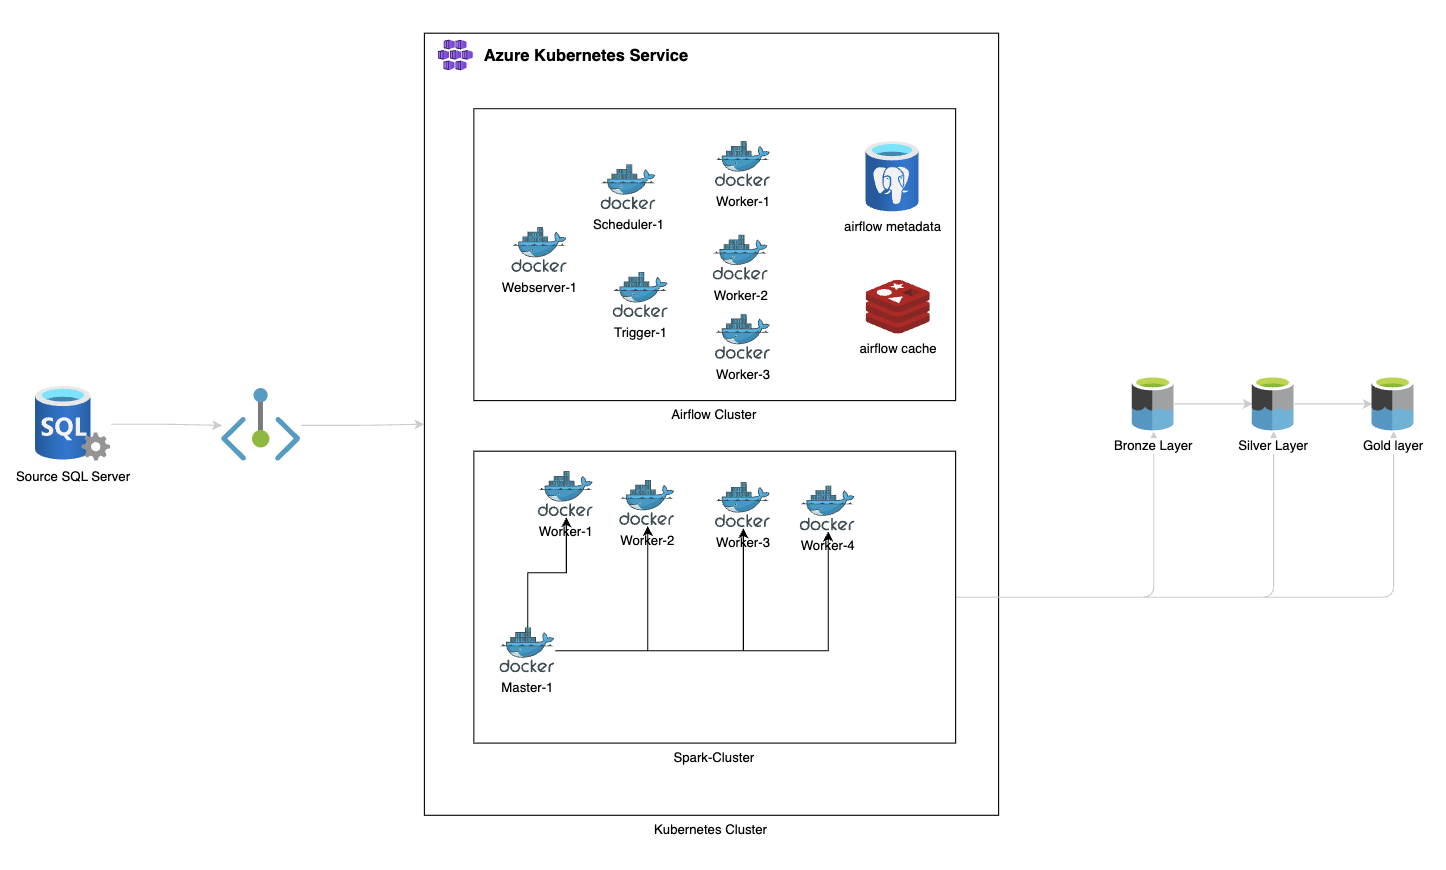 Azure Kubernetes Service
docker
Worker-1
docker
Scheduler-1
airflow metadata
docker
Webserver-1
docker
Worker-2
docker
Trigger-1
airflow cache
docker
Worker-3
Airflow Cluster
SQL
Source SQL Server
Bronze Layer
Silver Layer
Gold layer
docker
Worker-1
docker
Worker-2
docker
Worker-3
docker
Worker-4
docker
Master-1
Spark-Cluster
Kubernetes Cluster